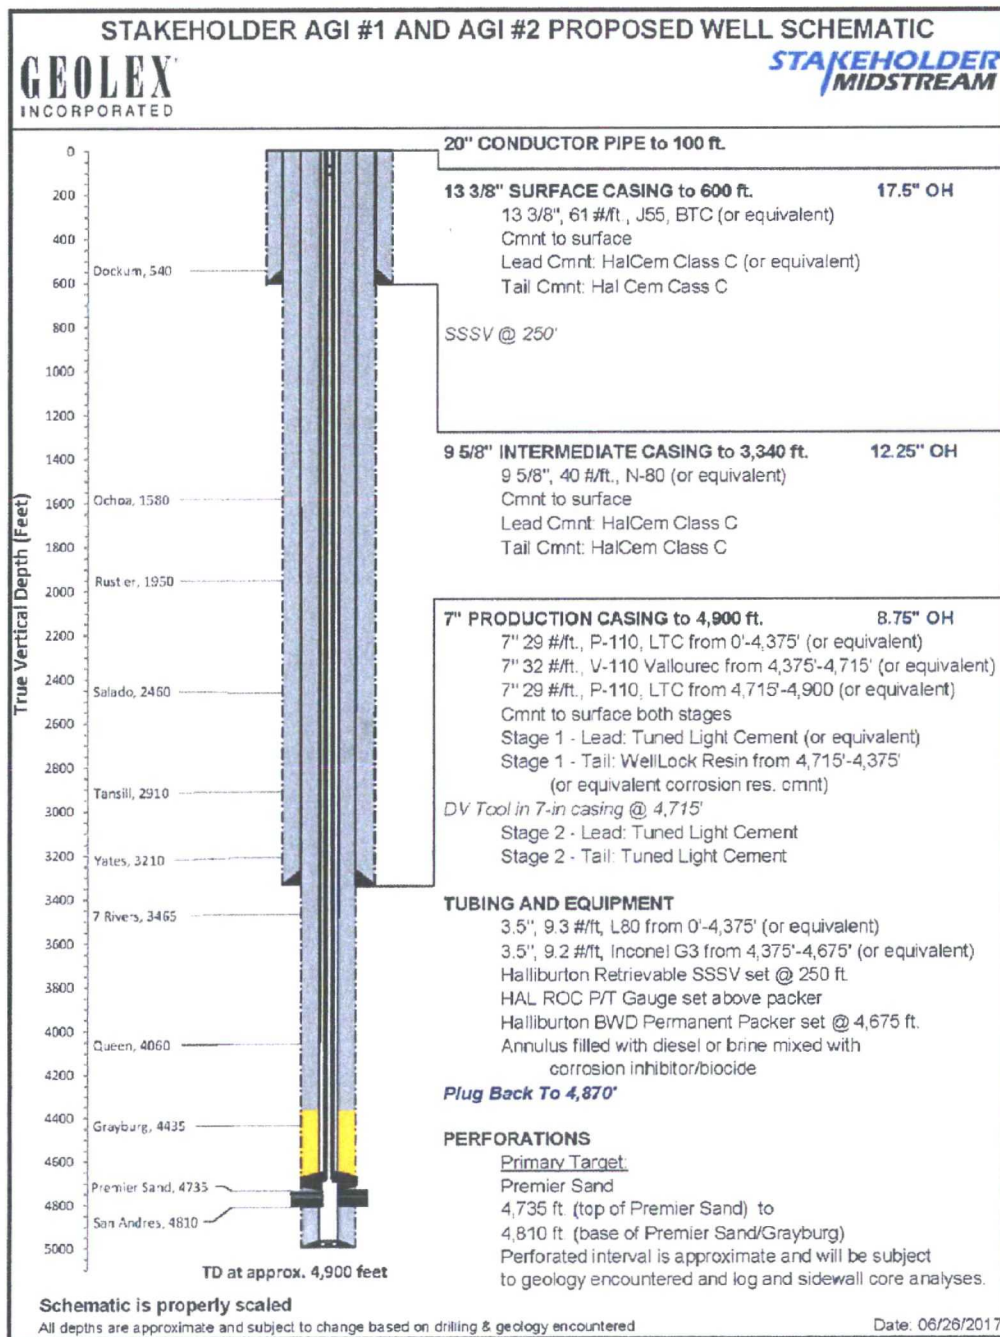 STAKEHOLDER AGI #1 AND AGI #2 PROPOSED WELL SCHEMATIC
GEOLEX
INCORPORATED
STAKEHOLDER
MIDSTREAM
20" CONDUCTOR PIPE to 100 ft.
13 3/8" SURFACE CASING to 600 ft. 17.5" OH
13 3/8", 61 #/ft., J55, BTC (or equivalent)
Cmnt to surface
Lead Cmnt: HalCem Class C (or equivalent)
Tail Cmnt: Hal Cem Cass C
SSSV @ 250'
9 5/8" INTERMEDIATE CASING to 3,340 ft. 12.25" OH
9 5/8", 40 #/ft., N-80 (or equivalent)
Cmnt to surface
Lead Cmnt: HalCem Class C
Tail Cmnt: HalCem Class C
7" PRODUCTION CASING to 4,900 ft. 8.75" OH
7" 29 #/ft., P-110, LTC from 0'-4,375' (or equivalent)
7" 32 #/ft., V-110 Vallourec from 4,375'-4,715' (or equivalent)
7" 29 #/ft., P-110, LTC from 4,715'-4,900 (or equivalent)
Cmnt to surface both stages
Stage 1 - Lead: Tuned Light Cement (or equivalent)
Stage 1 - Tail: WellLock Resin from 4,715'-4,375'
(or equivalent corrosion res. cmnt)
DV Tool in 7-in casing @ 4,715'
Stage 2 - Lead: Tuned Light Cement
Stage 2 - Tail: Tuned Light Cement
TUBING AND EQUIPMENT
3.5", 9.3 #/ft, L80 from 0'-4,375' (or equivalent)
3.5", 9.2 #/ft, Inconel G3 from 4,375'-4,675' (or equivalent)
Halliburton Retrievable SSSV set @ 250 ft.
HAL ROC P/T Gauge set above packer
Halliburton BWD Permanent Packer set @ 4,675 ft.
Annulus filled with diesel or brine mixed with
corrosion inhibitor/biocide
Plug Back To 4,870'
PERFORATIONS
Primary Target:
Premier Sand
4,735 ft. (top of Premier Sand) to
4,810 ft. (base of Premier Sand/Grayburg)
Perforated interval is approximate and will be subject
to geology encountered and log and sidewall core analyses.
True Vertical Depth (Feet)
0
200
400
Dockum, 540
600
800
1000
1200
1400
Ochoa, 1580
1600
1800
Rustler, 1950
2000
2200
2400
Salado, 2460
2600
2800
Tansill, 2910
3000
3200
Yates, 3210
3400
7 Rivers, 3465
3600
3800
4000
Queen, 4060
4200
4400
Grayburg, 4435
4600
Premier Sand, 4735
4800
San Andres, 4810
5000
TD at approx. 4,900 feet
Schematic is properly scaled
All depths are approximate and subject to change based on drilling & geology encountered
Date: 06/26/2017